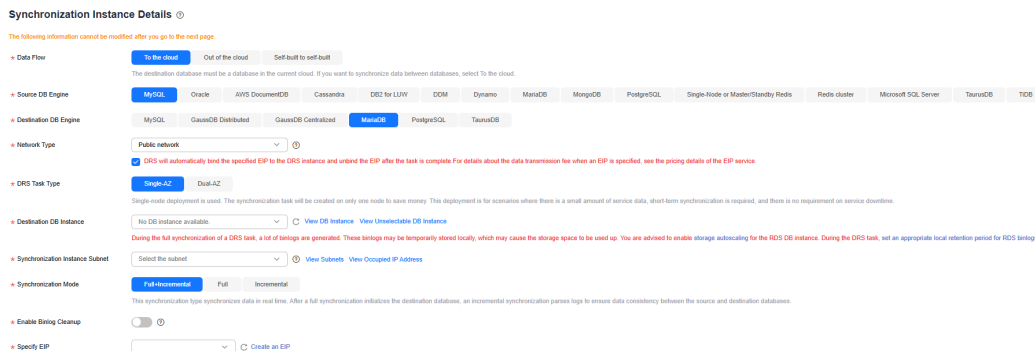 Synchronization Instance Details
The following information cannot be modified after you go to the next page.
* Data Flow To the cloud Out of the cloud Self-built to self-built
The destination database must be a database in the current cloud. If you want to synchronize data between databases, select To the cloud.
* Source DB Engine MySQL Oracle AWS DocumentDB Cassandra DB2 for LUW DDM Dynamo MariaDB MongoDB PostgreSQL Single-Node or Master/Standby Redis Redis cluster Microsoft SQL Server TaurusDB TiDB
* Destination DB Engine MySQL GaussDB Distributed GaussDB Centralized MariaDB PostgreSQL TaurusDB
* Network Type Public network
DRS will automatically bind the specified EIP to the DRS instance and unbind the EIP after the task is complete.For details about the data transmission fee when an EIP is specified, see the pricing details of the EIP service.
* DRS Task Type Single-AZ Dual-AZ
Single-node deployment is used. The synchronization task will be created on only one node to save money. This deployment is for scenarios where there is a small amount of service data, short-term synchronization is required, and there is no requirement on service downtime.
* Destination DB Instance No DB instance available. View DB Instance View Unselectable DB Instance
During the full synchronization of a DRS task, a lot of binlogs are generated. These binlogs may be temporarily stored locally, which may cause the storage space to be used up. You are advised to enable storage autoscaling for the RDS DB instance. During the DRS task, set an appropriate local retention period for RDS binlogs
* Synchronization Instance Subnet Select the subnet View Subnets View Occupied IP Address
* Synchronization Mode Full+Incremental Full Incremental
This synchronization type synchronizes data in real time. After a full synchronization initializes the destination database, an incremental synchronization parses logs to ensure data consistency between the source and destination databases.
* Enable Binlog Cleanup
* Specify EIP Create an EIP